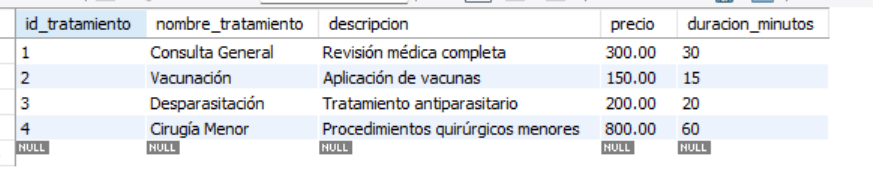 id_tratamiento nombre_tratamiento descripcion precio duracion_minutos
1 Consulta General Revisión médica completa 300.00 30
2 Vacunación Aplicación de vacunas 150.00 15
3 Desparasitación Tratamiento antiparasitario 200.00 20
4 Cirugía Menor Procedimientos quirúrgicos menores 800.00 60
NULL NULL NULL NULL NULL